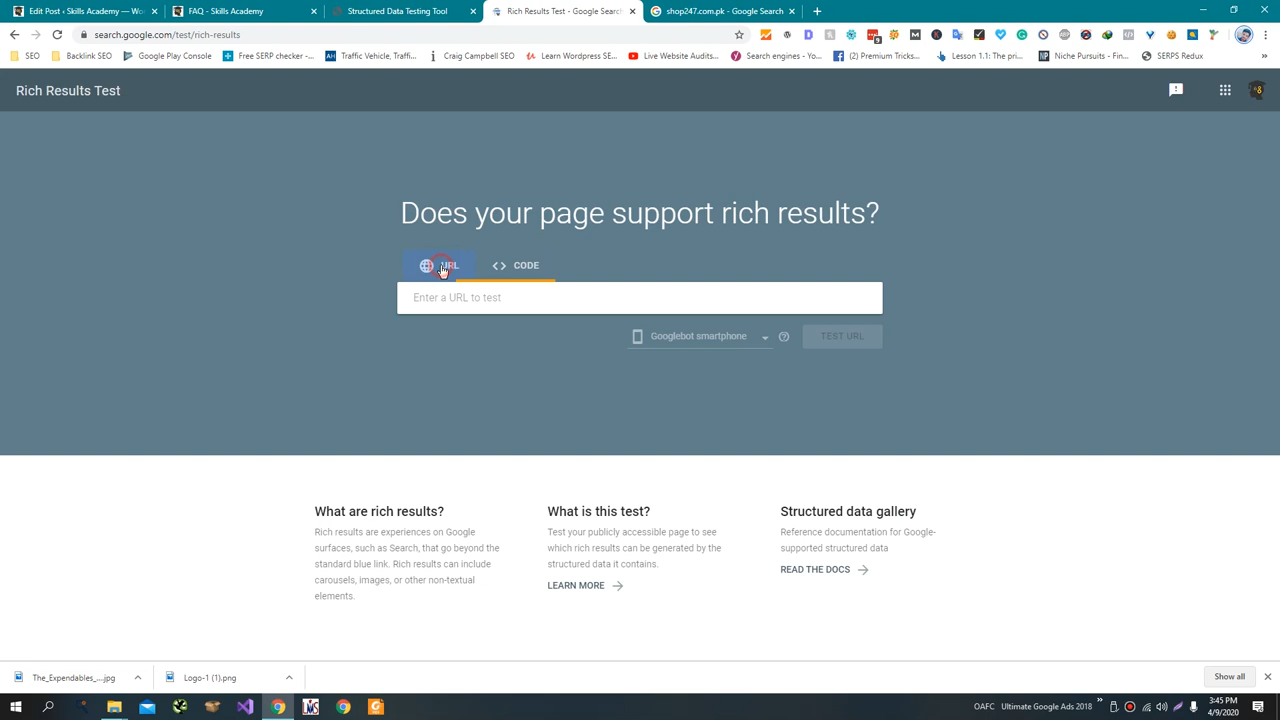 Edit Post ‹ Skills Academy — Wo
FAQ - Skills Academy
Structured Data Testing Tool
Rich Results Test - Google Search
shop247.com.pk - Google Search
search.google.com/test/rich-results
SEO
Backlink SEO
Google Play Console
Free SERP checker -...
Traffic Vehicle, Traffi...
Craig Campbell SEO
Learn Wordpress SE...
Live Website Audits...
Search engines - Yo...
(2) Premium Tricks...
Lesson 1.1: The pri...
Niche Pursuits - Fin...
SERPS Redux
Rich Results Test
Does your page support rich results?
URL
CODE
Enter a URL to test
Googlebot smartphone
TEST URL
What are rich results?
Rich results are experiences on Google
surfaces, such as Search, that go beyond the
standard blue link. Rich results can include
carousels, images, or other non-textual
elements.
What is this test?
Test your publicly accessible page to see
which rich results can be generated by the
structured data it contains.
LEARN MORE
Structured data gallery
Reference documentation for Google-
supported structured data
READ THE DOCS
The_Expendables_....jpg
Logo-1 (1).png
Show all
OAFC
Ultimate Google Ads 2018
3:45 PM
4/9/2020